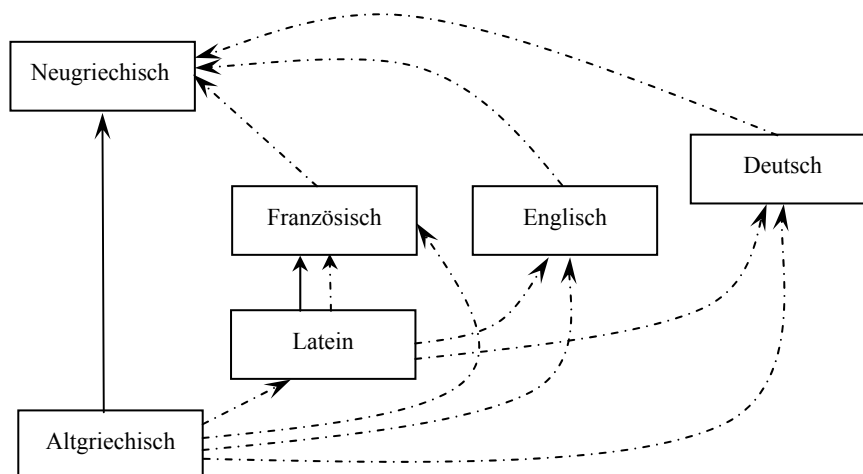 Neugriechisch
Deutsch
Französisch
Englisch
Latein
Altgriechisch